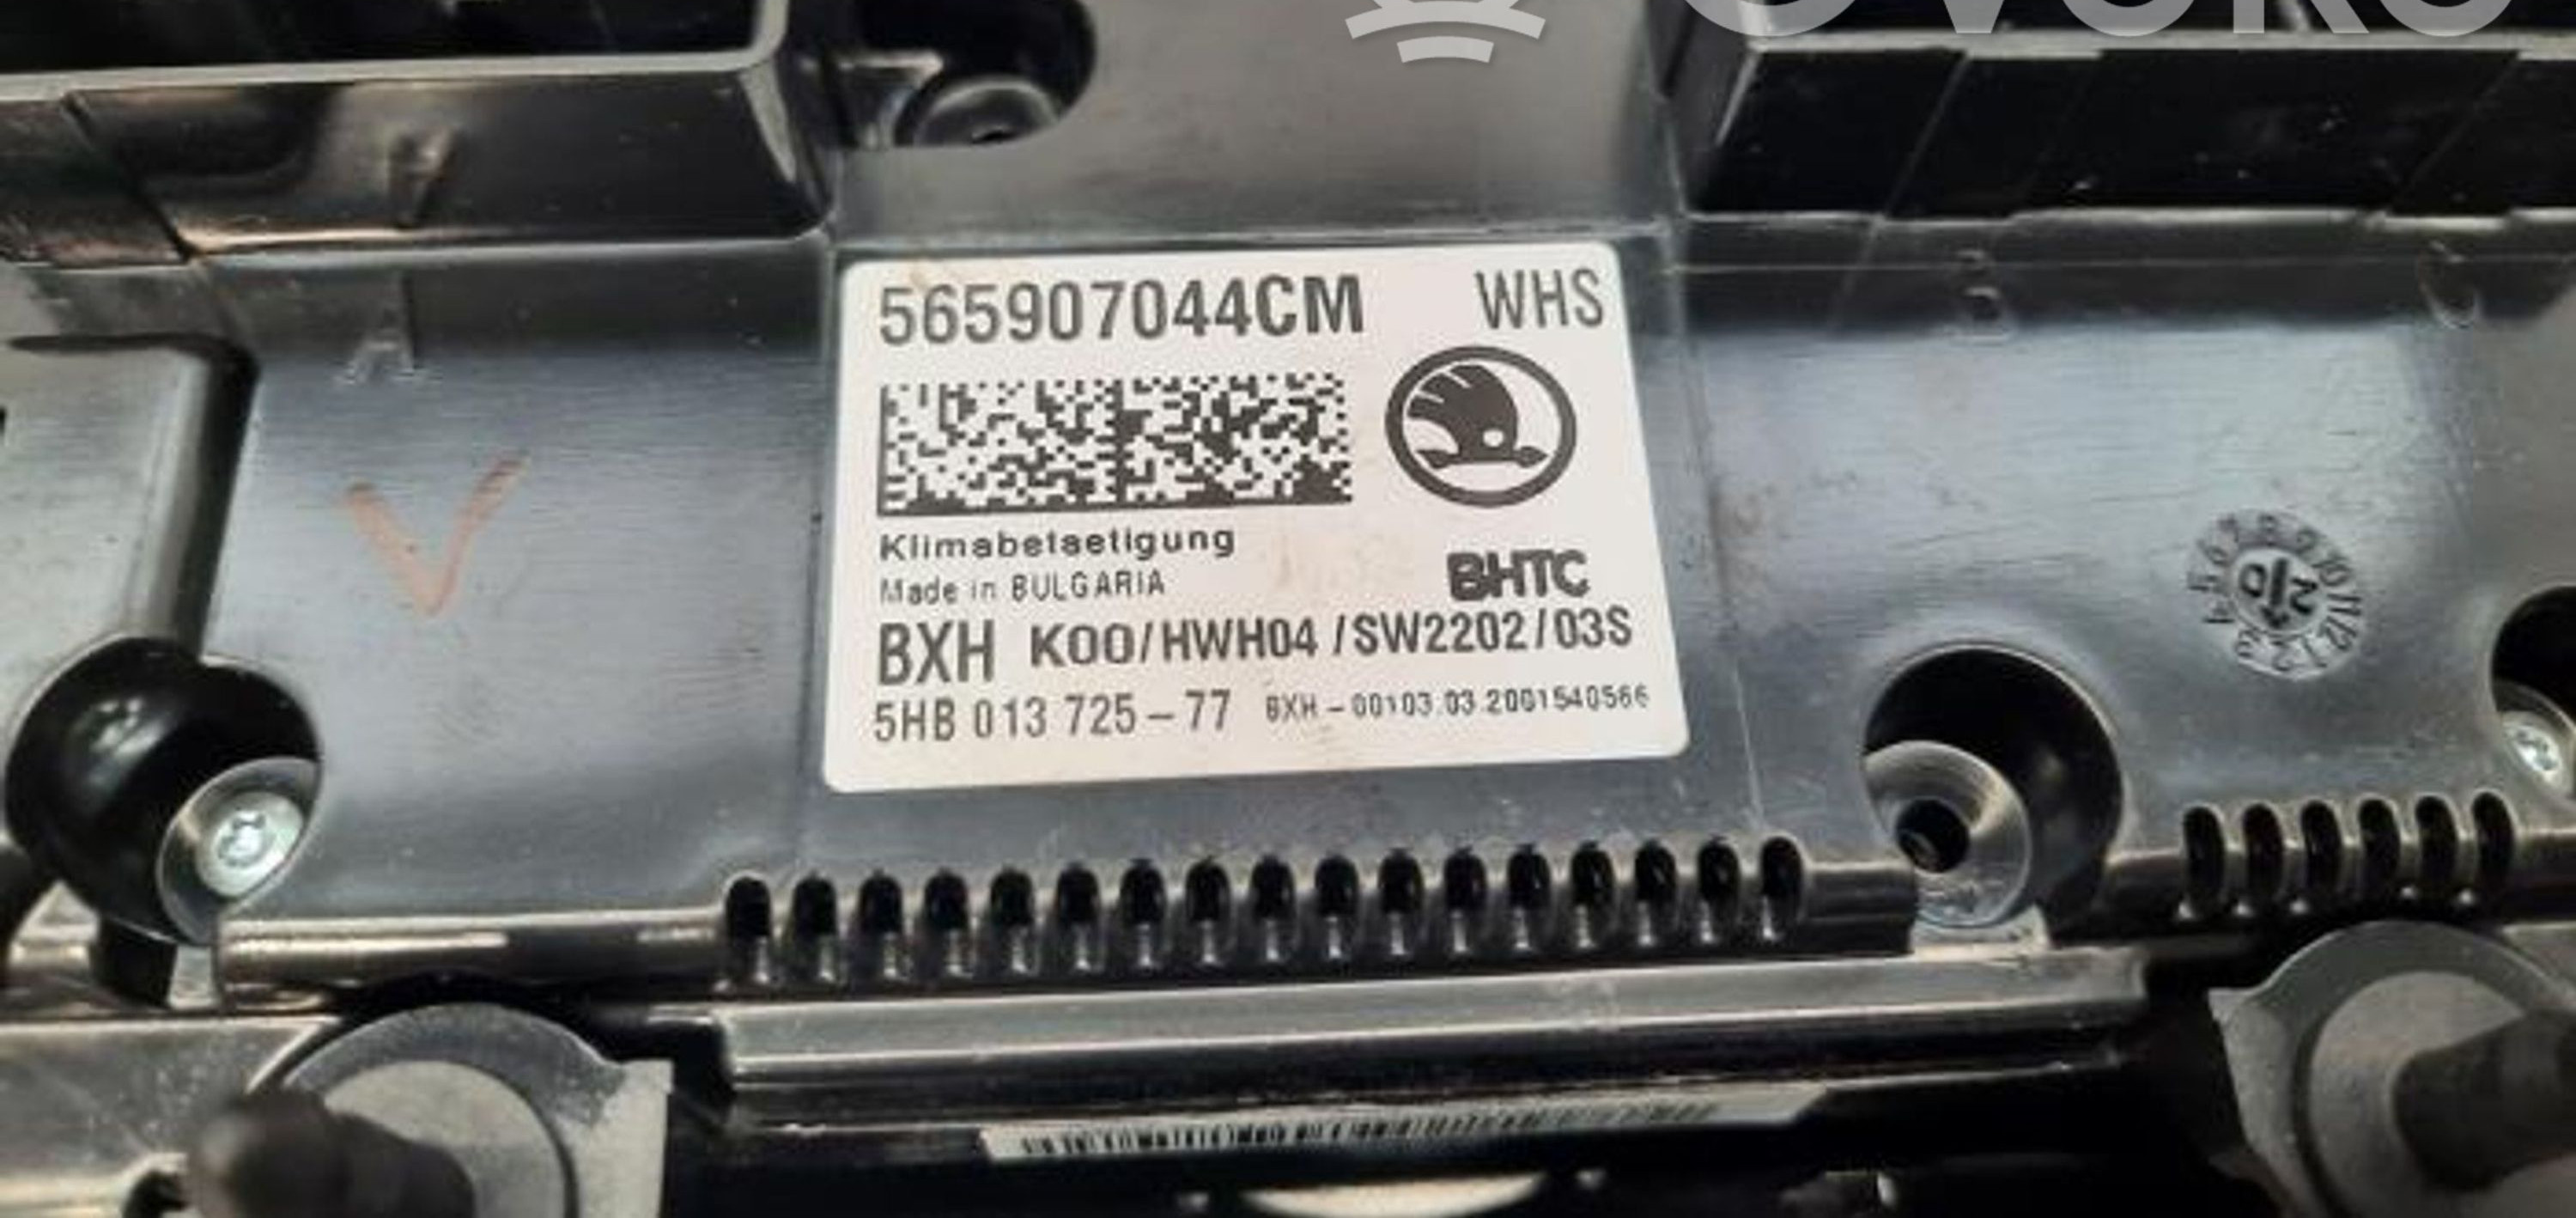 565907044CM WHS
Klimabetaetigung
Made in BULGARIA
BHTC
BXH K00/HWH04/SW2202/03S
5HB 013 725-77 BXH-00103.03.2001540566